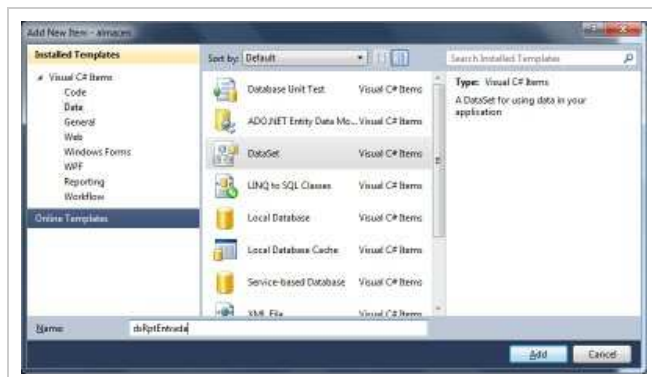 Add New Item - almacen
Installed Templates
Visual C# Items
Code
Data
General
Web
Windows Forms
WPF
Reporting
Workflow
Online Templates
Sort by: Default
Search Installed Templates
Database Unit Test Visual C# Items
ADO.NET Entity Data Mo... Visual C# Items
DataSet Visual C# Items
LINQ to SQL Classes Visual C# Items
Local Database Visual C# Items
Local Database Cache Visual C# Items
Service-based Database Visual C# Items
XML File Visual C# Items
Type: Visual C# Items
A DataSet for using data in your
application
Name: dsRptEntrada
Add Cancel